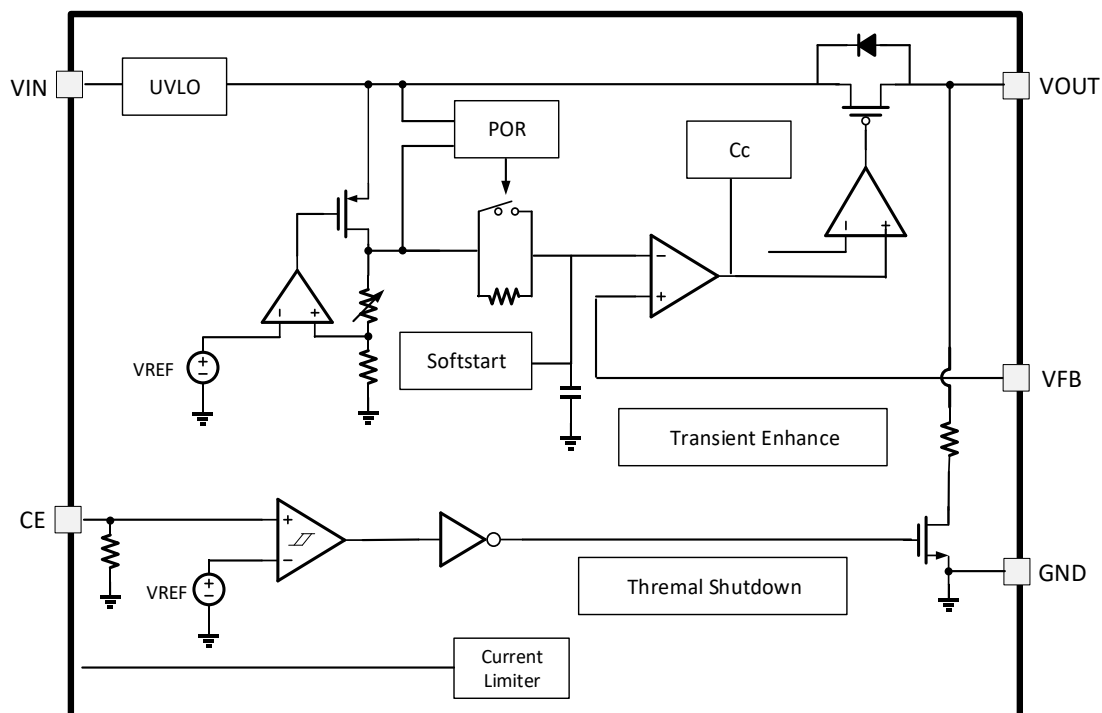 VIN
UVLO
VOUT
POR
Cc
VREF
Softstart
VFB
Transient Enhance
CE
VREF
Thremal Shutdown
GND
Current
Limiter